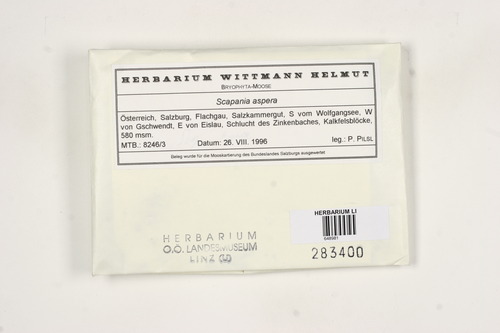 HERBARIUM WITTMANN HELMUT
BRYOPHYTA-MOOSE
Scapania aspera
Österreich, Salzburg, Flachgau, Salzkammergut, S vom Wolfgangsee, W
von Gschwendt, E von Eislau, Schlucht des Zinkenbaches, Kalkfelsblöcke,
580 msm.
MTB.: 8246/3 Datum: 26. VIII. 1996 leg.: P. PILSL
Beleg wurde für die Mooskartierung des Bundeslandes Salzburgs ausgewertet
HERBARIUM LI
HERBARIUM
O.Ö. LANDESMUSEUM
LINZ (LI)
283400